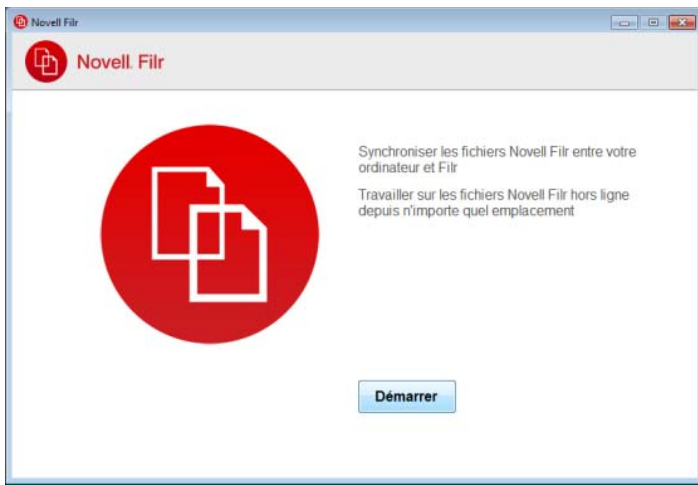 Novell Filr
Novell. Filr
Synchroniser les fichiers Novell Filr entre votre
ordinateur et Filr
Travailler sur les fichiers Novell Filr hors ligne
depuis n'importe quel emplacement
Démarrer